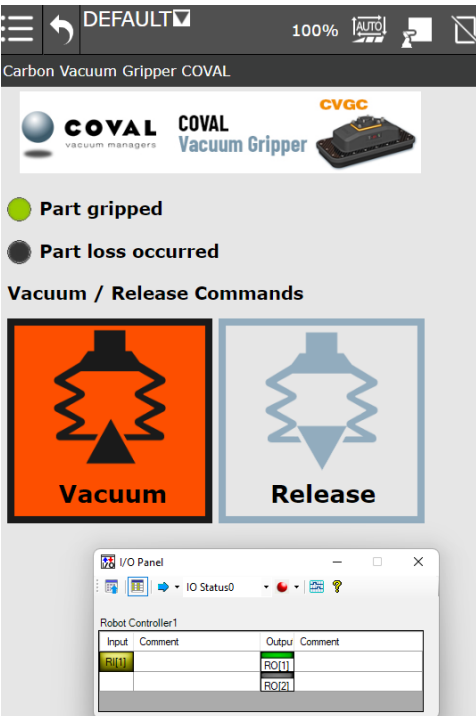 DEFAULT
100%
AUTO
Carbon Vacuum Gripper COVAL
COVAL
vacuum managers
COVAL
Vacuum Gripper
CVGC
Part gripped
Part loss occurred
Vacuum / Release Commands
Vacuum
Release
I/O Panel
IO Status0
Robot Controller1
Input Comment Outpu Comment
RI[1] RO[1]
RO[2]